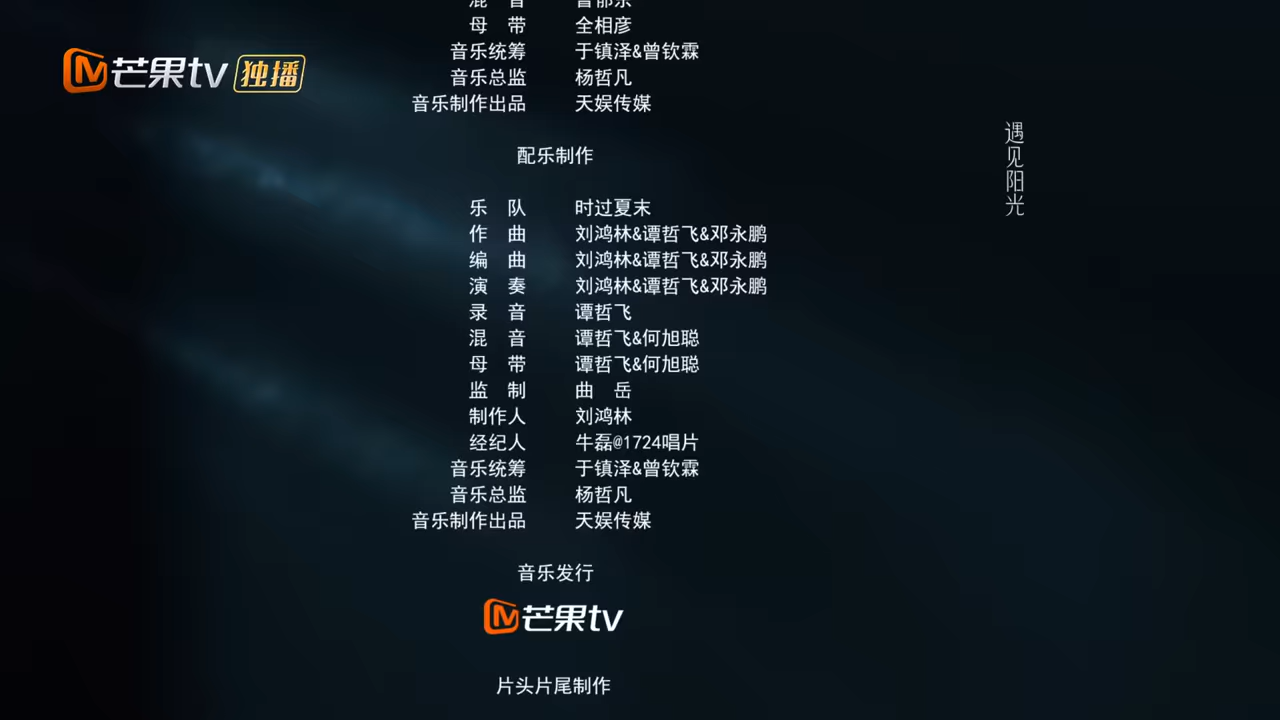 母 带 全相彦
音乐统筹 于镇泽&曾钦霖
音乐总监 杨哲凡
音乐制作出品 天娱传媒
芒果tv 独播
遇见阳光
配乐制作
乐 队 时过夏末
作 曲 刘鸿林&谭哲飞&邓永鹏
编 曲 刘鸿林&谭哲飞&邓永鹏
演 奏 刘鸿林&谭哲飞&邓永鹏
录 音 谭哲飞
混 音 谭哲飞&何旭聪
母 带 谭哲飞&何旭聪
监 制 曲 岳
制作人 刘鸿林
经纪人 牛磊@1724唱片
音乐统筹 于镇泽&曾钦霖
音乐总监 杨哲凡
音乐制作出品 天娱传媒
音乐发行
芒果tv
片头片尾制作